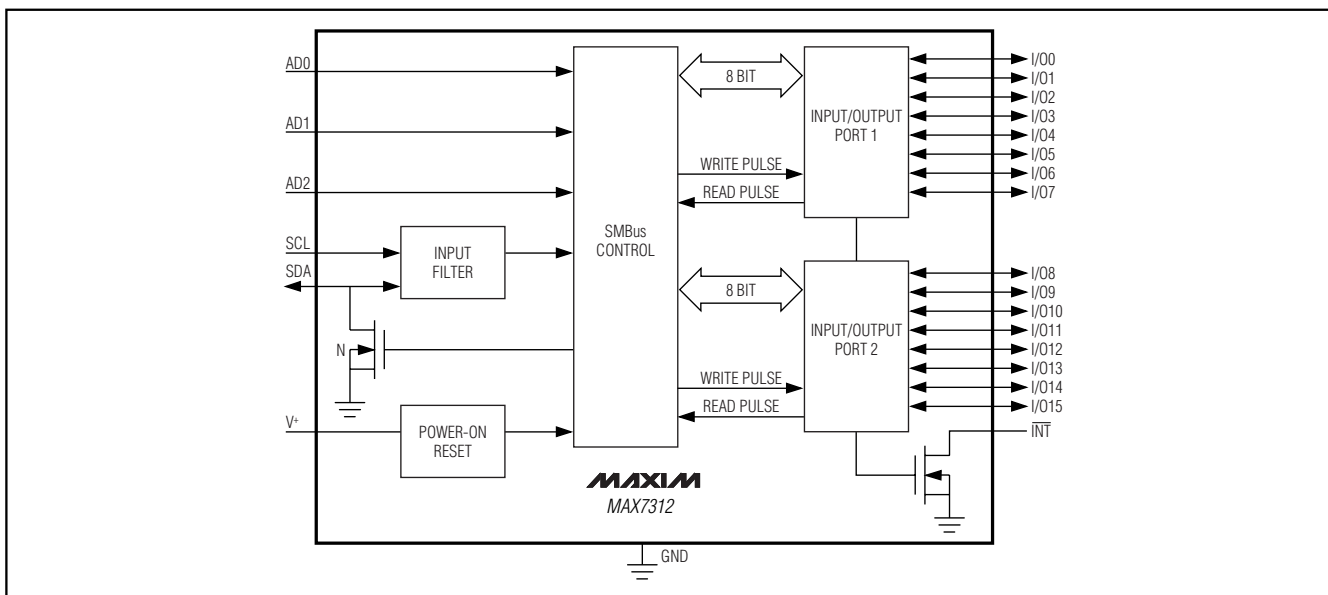 AD0
AD1
AD2
SCL
SDA
N
V+
INPUT
FILTER
POWER-ON
RESET
SMBus
CONTROL
8 BIT
WRITE PULSE
READ PULSE
8 BIT
WRITE PULSE
READ PULSE
INPUT/OUTPUT
PORT 1
INPUT/OUTPUT
PORT 2
I/O0
I/O1
I/O2
I/O3
I/O4
I/O5
I/O6
I/O7
I/O8
I/O9
I/O10
I/O11
I/O12
I/O13
I/O14
I/O15
INT
MAXIM
MAX7312
GND